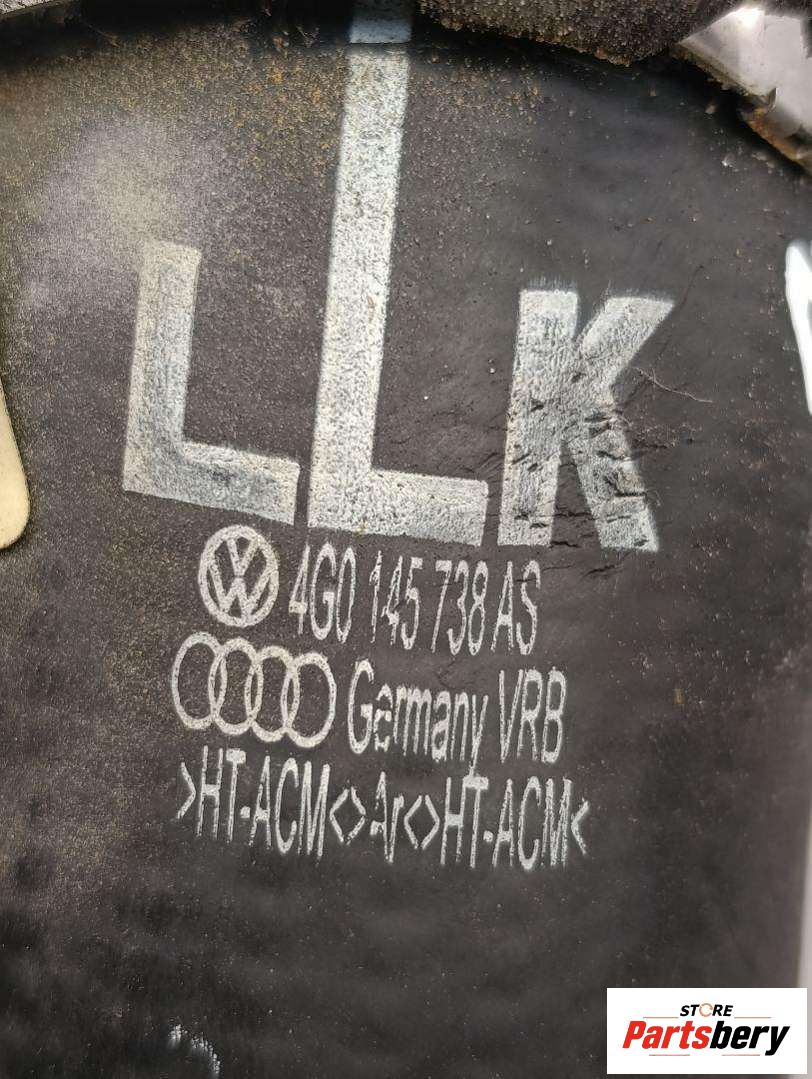 LLK
4G0 145 738 AS
Germany VRB
>HT-ACM<>Ar<>HT-ACM<
STORE
Partsbery